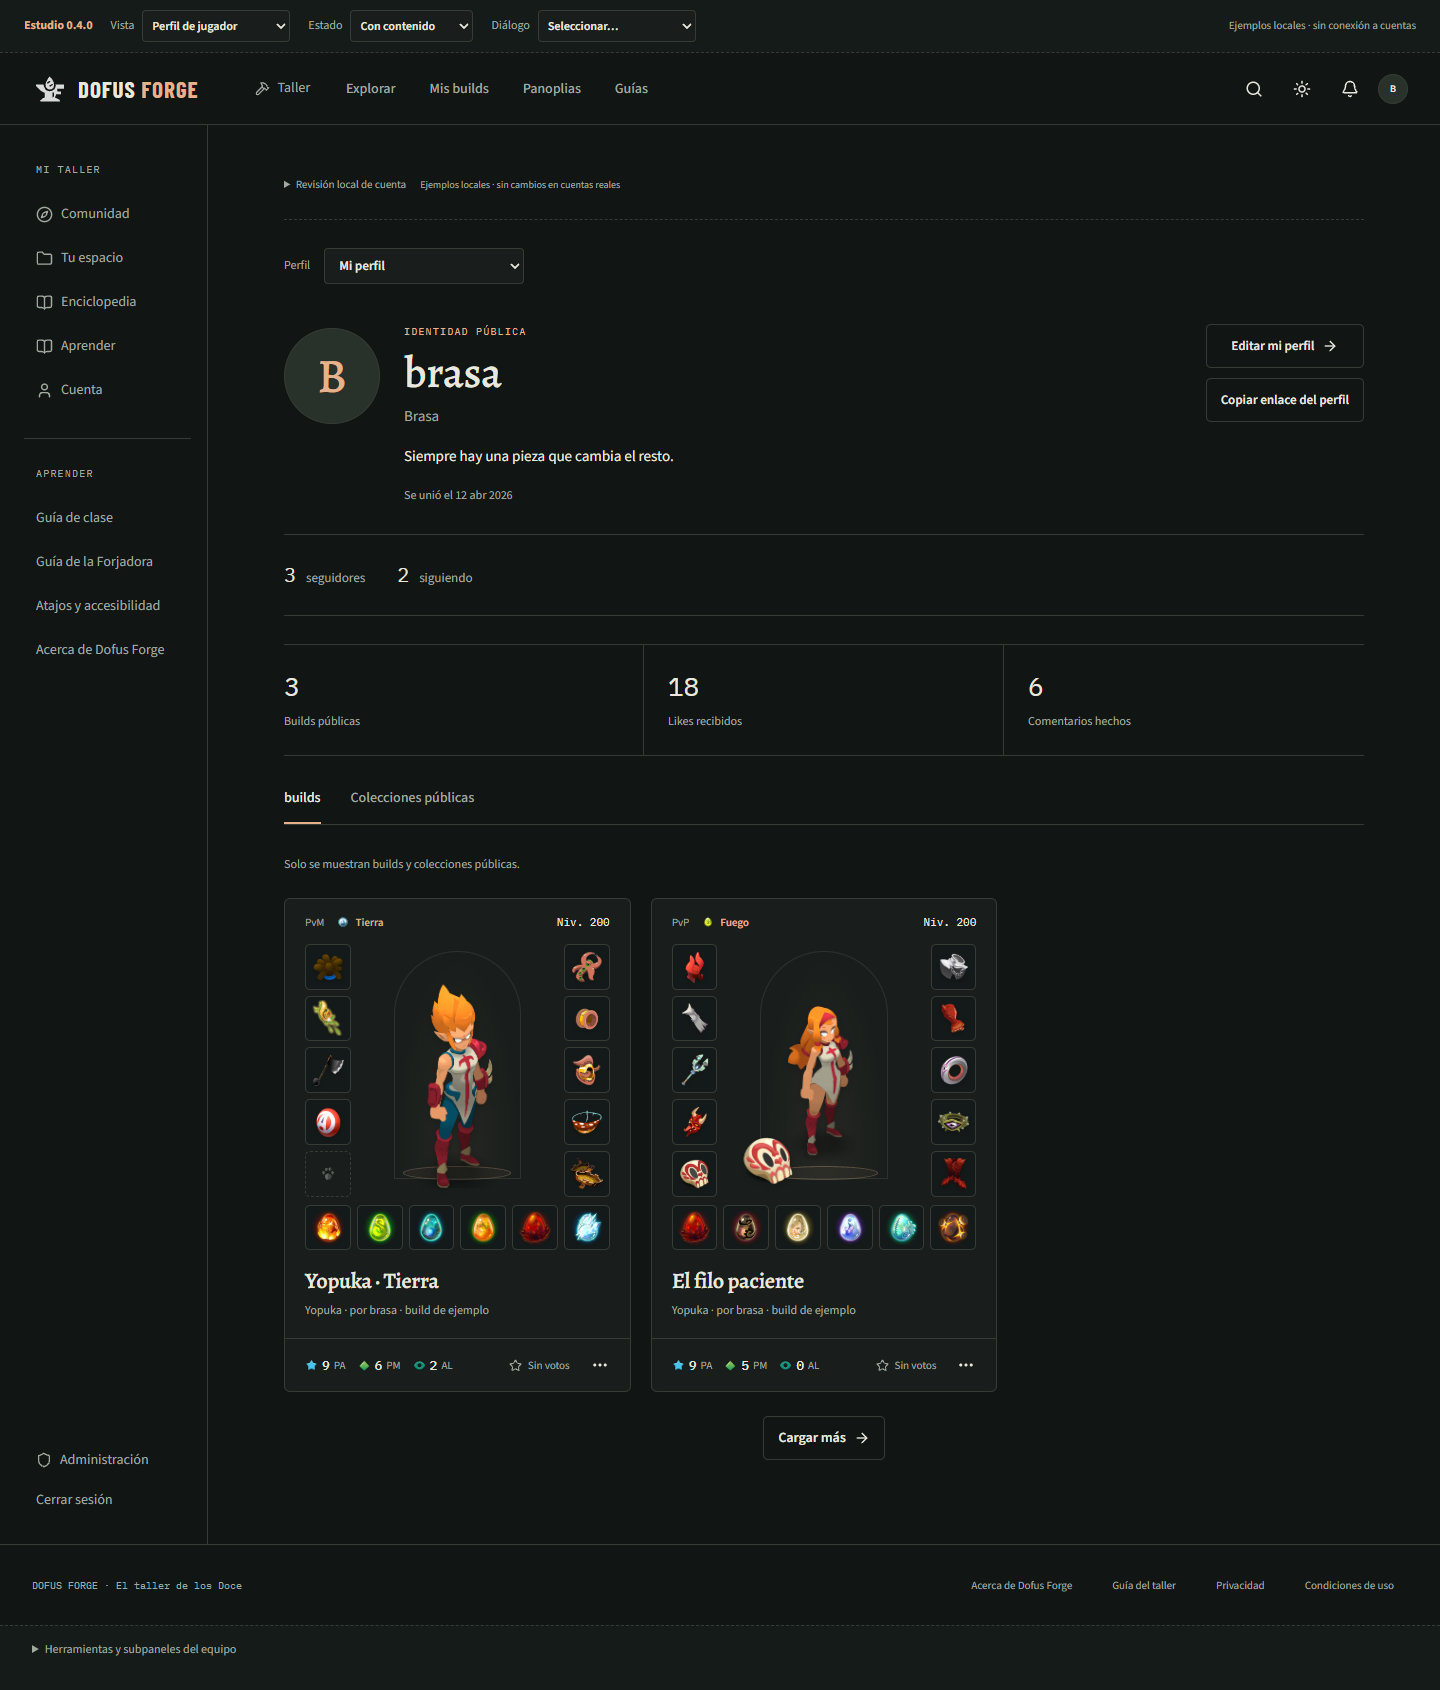 Estudio 0.4.0 Vista Perfil de jugador Estado Con contenido Diálogo Seleccionar... Ejemplos locales · sin conexión a cuentas
DOFUS FORGE Taller Explorar Mis builds Panoplias Guías B
MI TALLER
Comunidad
Tu espacio
Enciclopedia
Aprender
Cuenta
APRENDER
Guía de clase
Guía de la Forjadora
Atajos y accesibilidad
Acerca de Dofus Forge
Administración
Cerrar sesión
Revisión local de cuenta Ejemplos locales · sin cambios en cuentas reales
Perfil Mi perfil
B
IDENTIDAD PÚBLICA
brasa
Brasa
Siempre hay una pieza que cambia el resto.
Se unió el 12 abr 2026
Editar mi perfil
Copiar enlace del perfil
3 seguidores 2 siguiendo
3
Builds públicas
18
Likes recibidos
6
Comentarios hechos
builds Colecciones públicas
Solo se muestran builds y colecciones públicas.
PvM Tierra Niv. 200
Yopuka · Tierra
Yopuka · por brasa · build de ejemplo
9 PA 6 PM 2 AL Sin votos
PvP Fuego Niv. 200
El filo paciente
Yopuka · por brasa · build de ejemplo
9 PA 5 PM 0 AL Sin votos
Cargar más
DOFUS FORGE · El taller de los Doce Acerca de Dofus Forge Guía del taller Privacidad Condiciones de uso
Herramientas y subpaneles del equipo